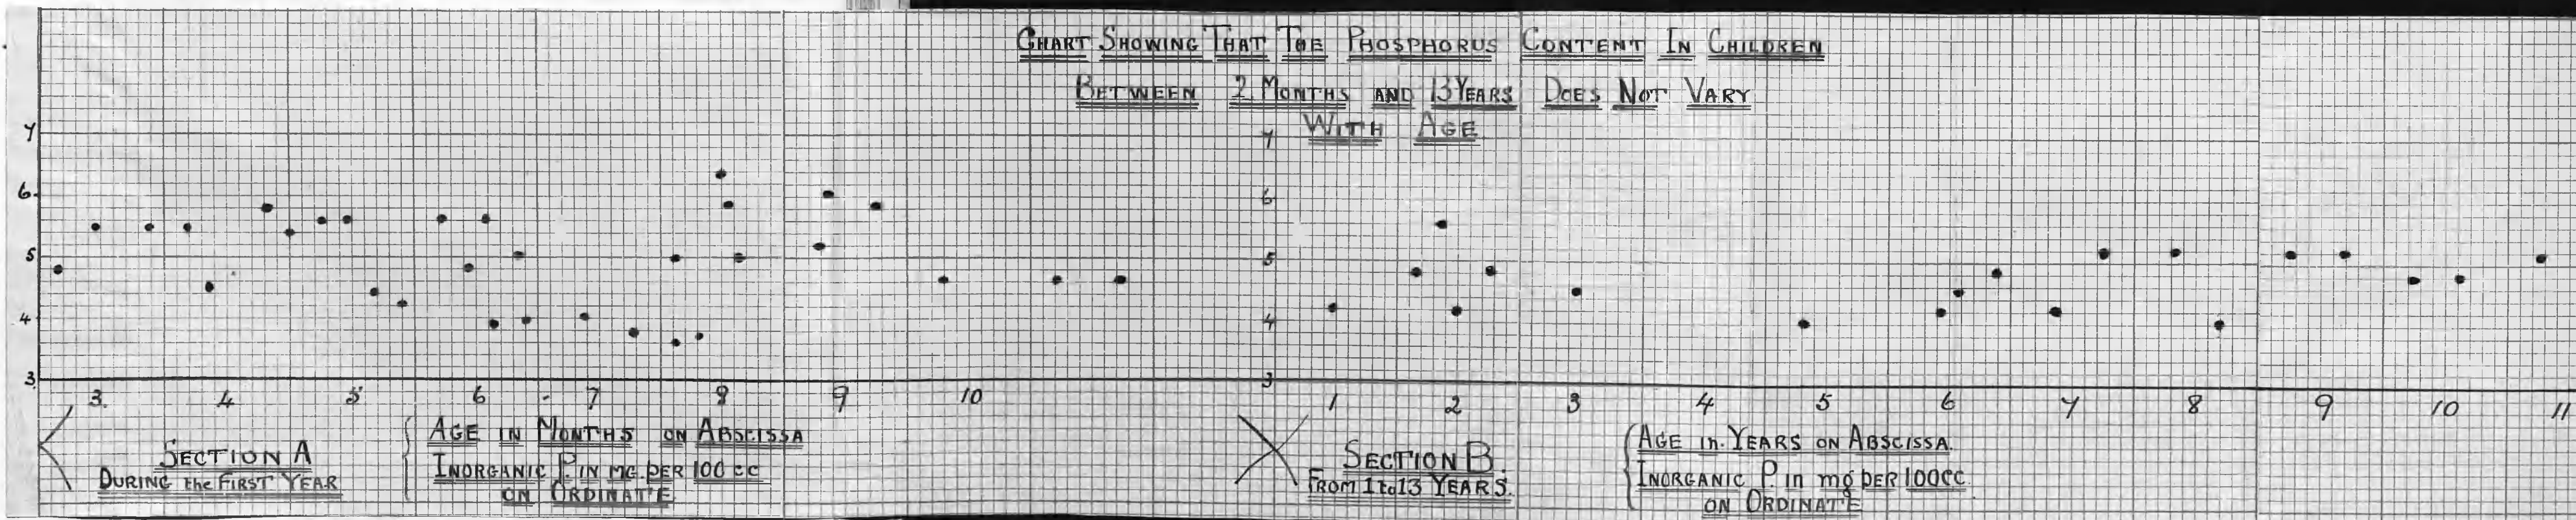 CHART SHOWING THAT THE PHOSPHORUS CONTENT IN CHILDREN
BETWEEN 2 MONTHS AND 13 YEARS DOES NOT VARY
WITH AGE
7
6
5
4
3
3 4 5 6 7 8 9 10
SECTION A
DURING the FIRST YEAR
AGE IN MONTHS ON ABSCISSA
INORGANIC P. IN MG. PER 100 CC
ON ORDINATE
7
6
5
4
3
1 2 3 4 5 6 7 8 9 10 11
SECTION B.
FROM 1 to 13 YEARS.
AGE in YEARS ON ABSCISSA.
INORGANIC P. in mg PER 100CC.
ON ORDINATE